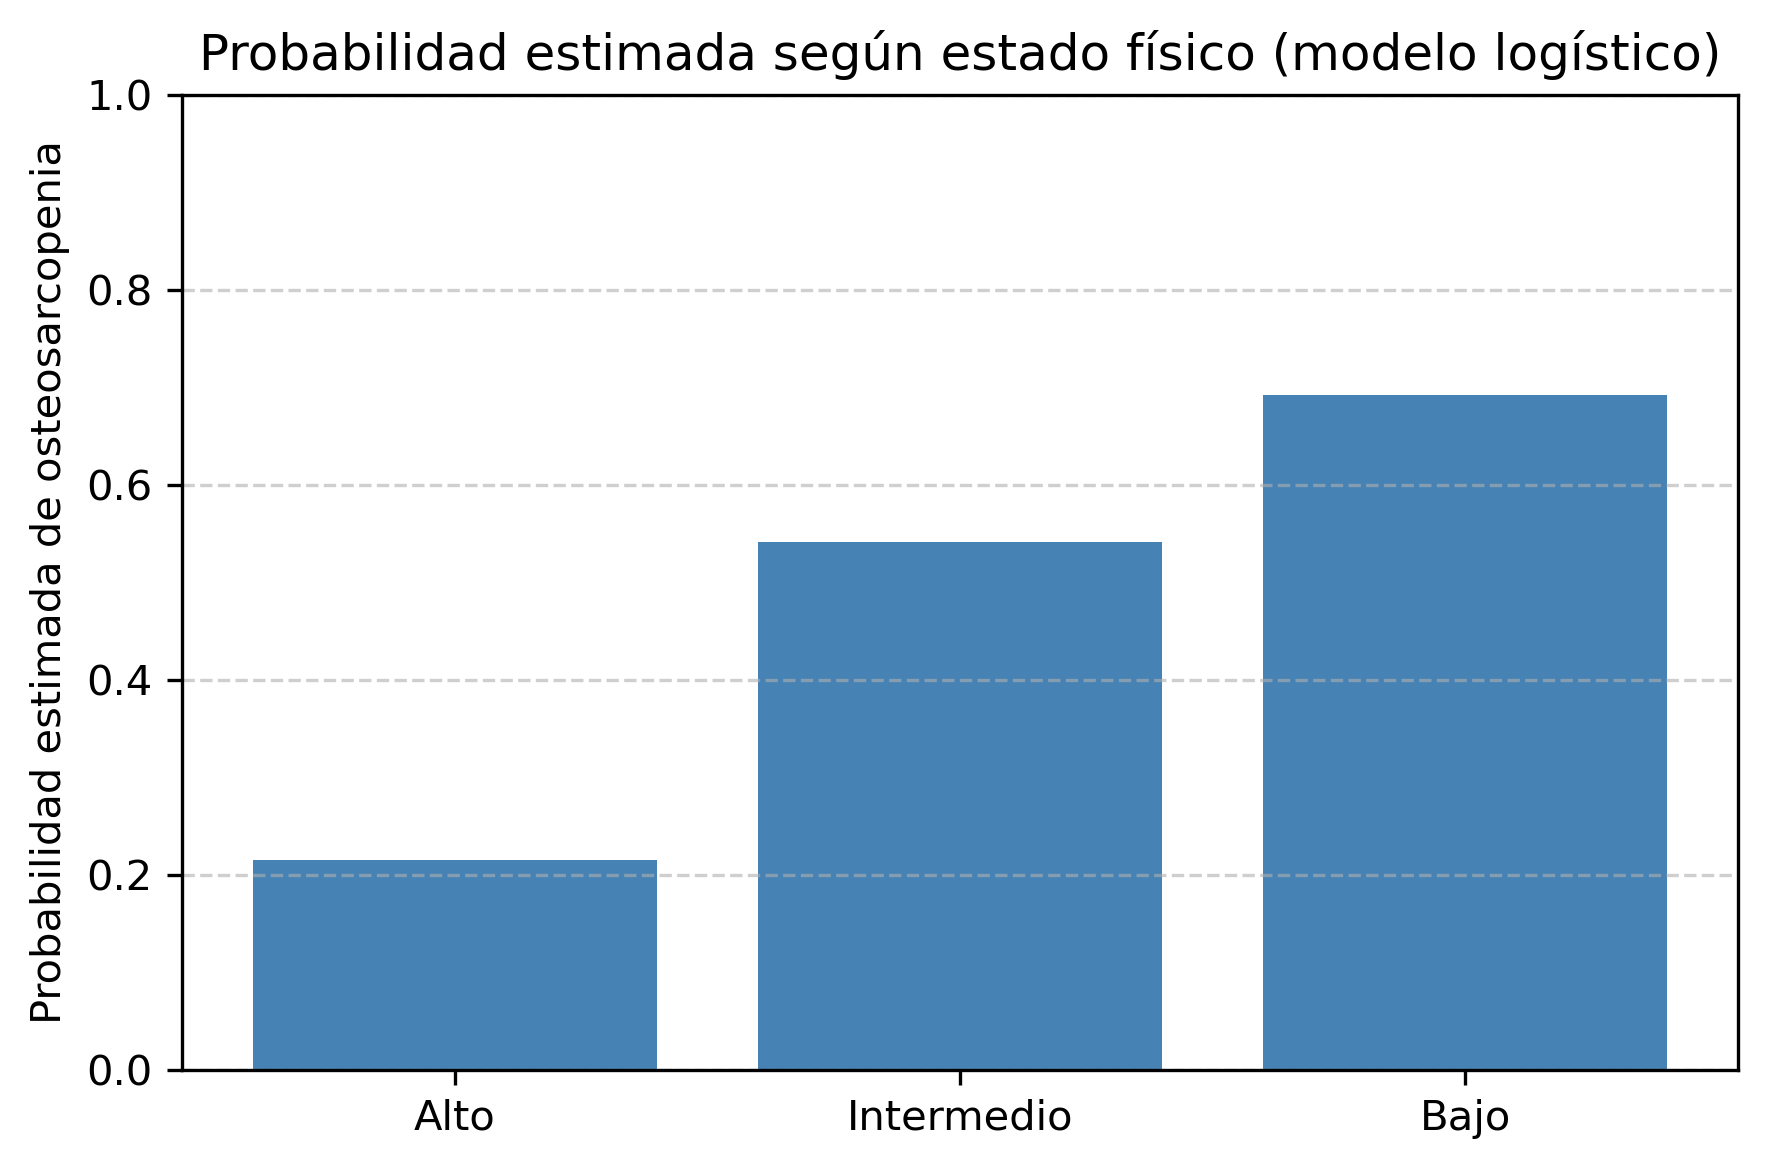 Probabilidad estimada según estado físico (modelo logístico)
Probabilidad estimada de osteosarcopenia
1.0
0.8
0.6
0.4
0.2
0.0
Alto Intermedio Bajo